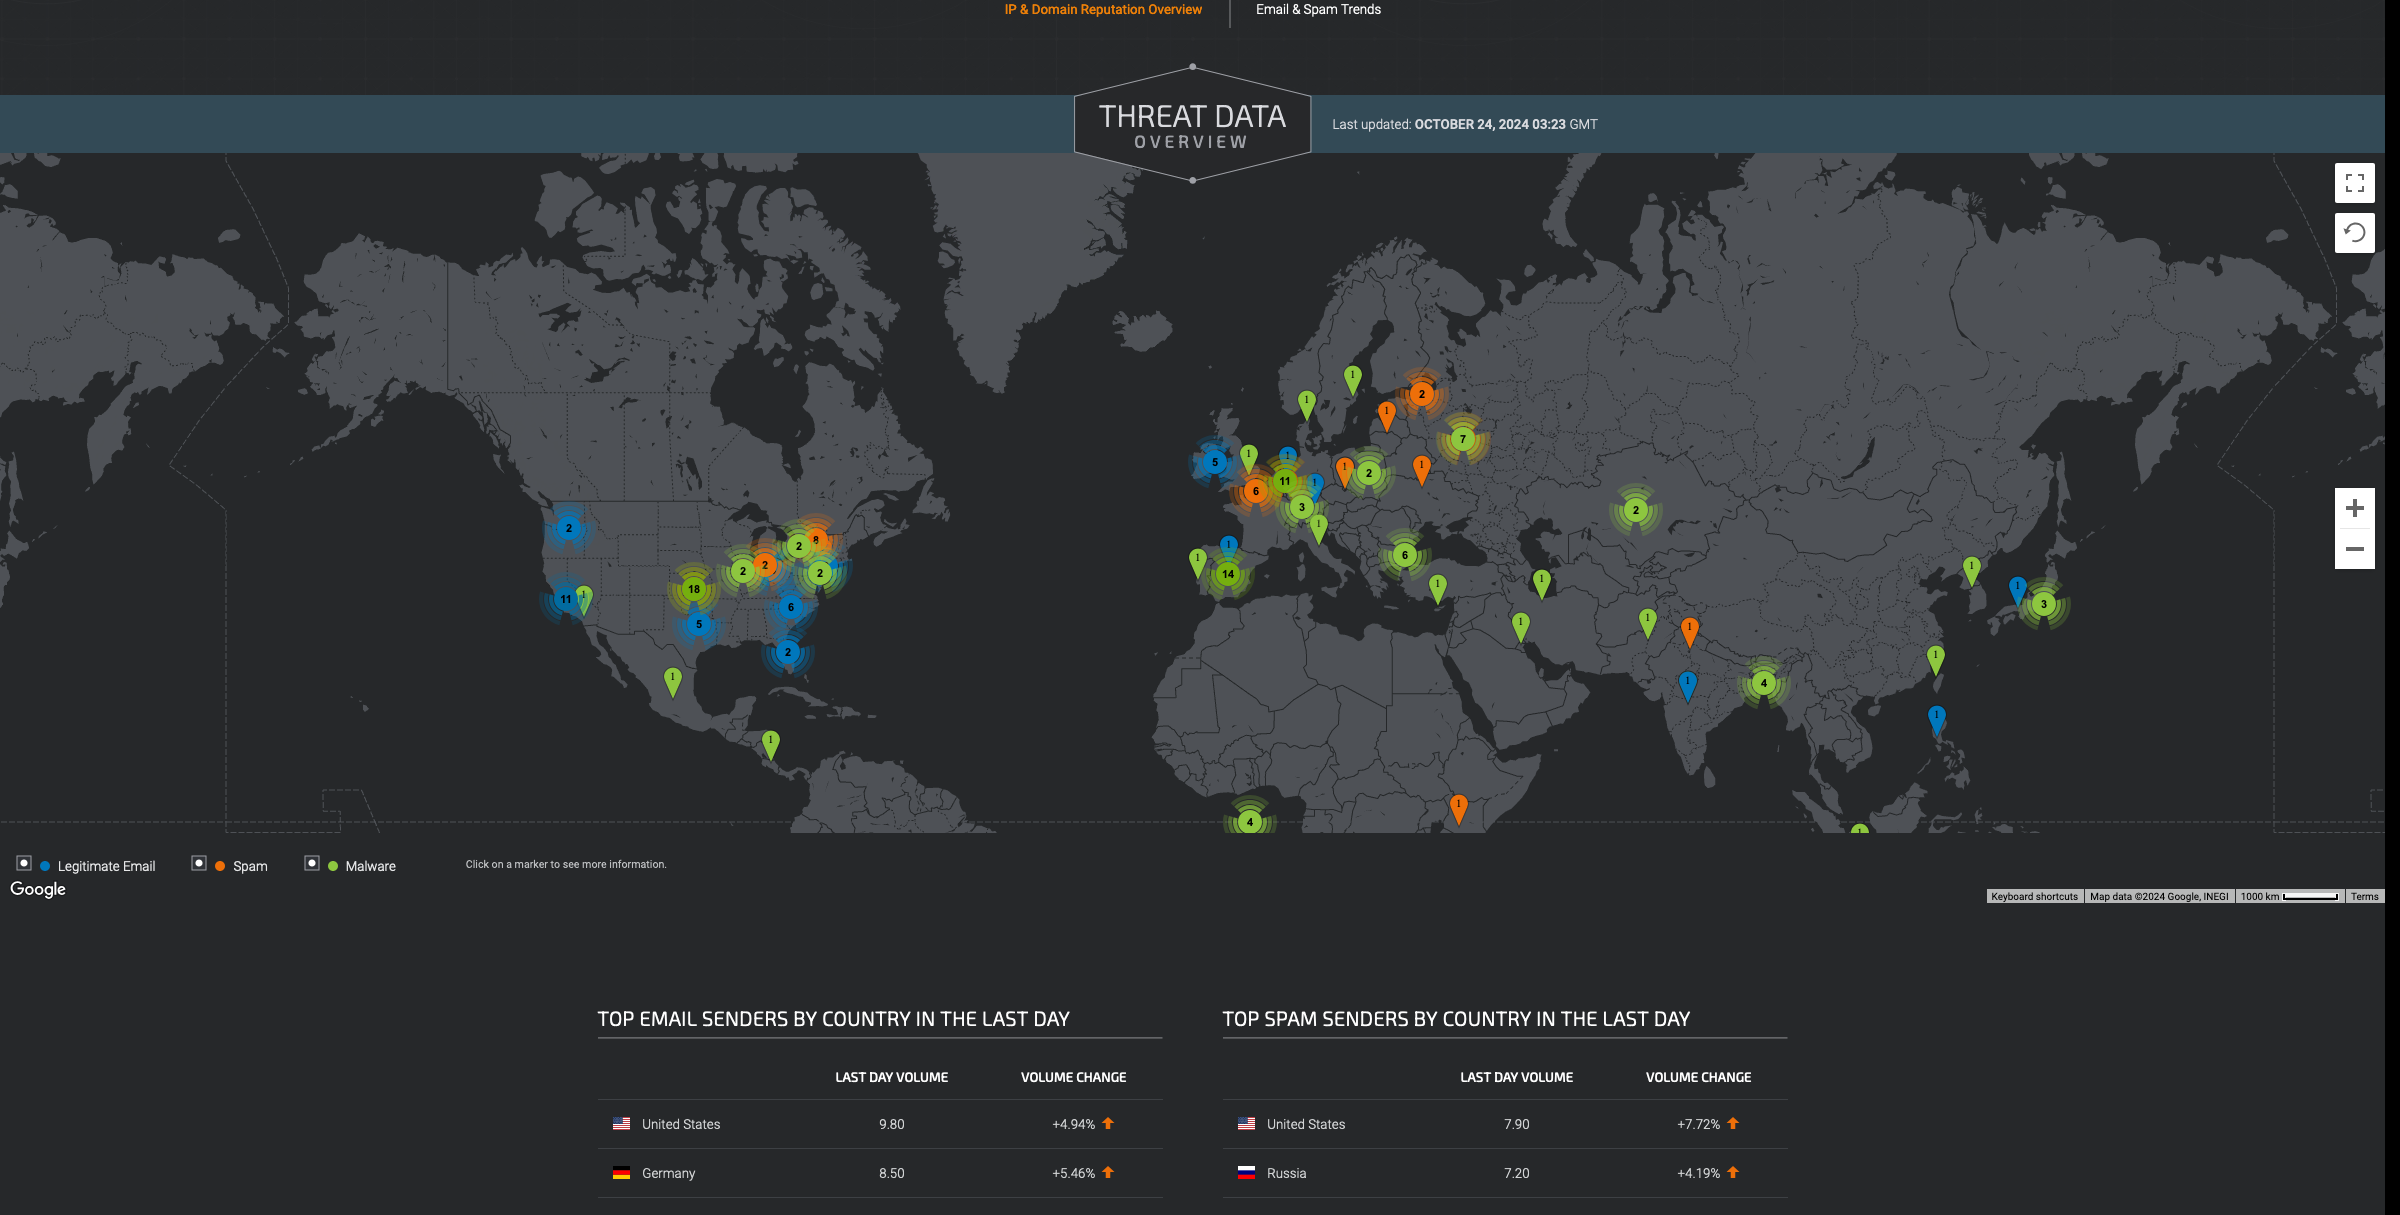 IP & Domain Reputation Overview
Email & Spam Trends
THREAT DATA
OVERVIEW
Last updated: OCTOBER 24, 2024 03:23 GMT
1
1
2
1
7
5
1
1
6
11
1
1
2
1
3
1
2
2
2
8
2
2
2
1
1
14
6
1
1
1
1
11
1
18
6
5
2
1
3
1
1
1
1
1
4
1
1
1
1
4
1
1
Legitimate Email
Spam
Malware
Click on a marker to see more information.
Google
Keyboard shortcuts
Map data ©2024 Google, INEGI
1000 km
Terms
TOP EMAIL SENDERS BY COUNTRY IN THE LAST DAY
LAST DAY VOLUME VOLUME CHANGE
United States 9.80 +4.94%
Germany 8.50 +5.46%
TOP SPAM SENDERS BY COUNTRY IN THE LAST DAY
LAST DAY VOLUME VOLUME CHANGE
United States 7.90 +7.72%
Russia 7.20 +4.19%